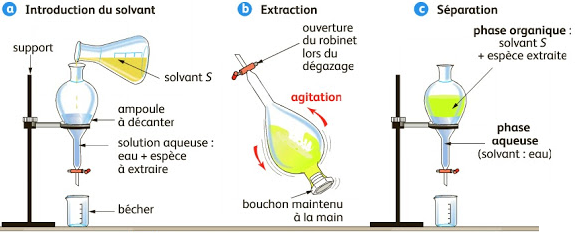 a Introduction du solvant
support
solvant S
ampoule
à décanter
solution aqueuse :
eau + espèce
à extraire
bécher
b Extraction
ouverture
du robinet
lors du
dégazage
agitation
bouchon maintenu
à la main
c Séparation
phase organique :
solvant S
+ espèce extraite
phase
aqueuse
(solvant : eau)